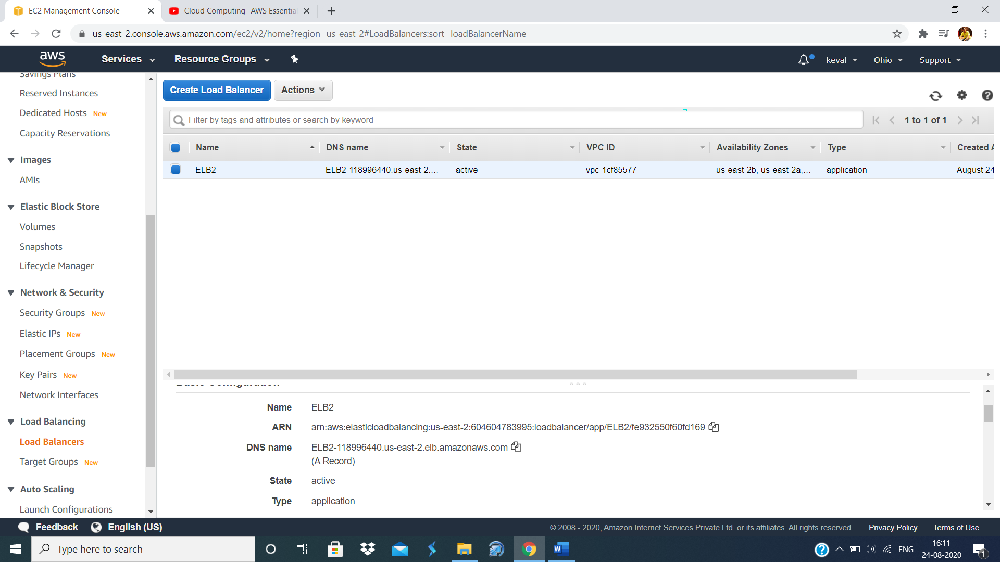 EC2 Management Console
Cloud Computing -AWS Essentia
us-east-2.console.aws.amazon.com/ec2/v2/home?region=us-east-2#LoadBalancers:sort=loadBalancerName
aws
Services
Resource Groups
keval
Ohio
Support
Savings Plans
Reserved Instances
Dedicated Hosts New
Capacity Reservations
Images
AMIs
Elastic Block Store
Volumes
Snapshots
Lifecycle Manager
Network & Security
Security Groups New
Elastic IPs New
Placement Groups New
Key Pairs New
Network Interfaces
Load Balancing
Load Balancers
Target Groups New
Auto Scaling
Launch Configurations
Create Load Balancer
Actions
Filter by tags and attributes or search by keyword
1 to 1 of 1
Name DNS name State VPC ID Availability Zones Type Created A
ELB2 ELB2-118996440.us-east-2.... active vpc-1cf85577 us-east-2b, us-east-2a,... application August 24
Basic Configuration
Name ELB2
ARN arn:aws:elasticloadbalancing:us-east-2:604604783995:loadbalancer/app/ELB2/fe932550f60fd169
DNS name ELB2-118996440.us-east-2.elb.amazonaws.com
(A Record)
State active
Type application
Feedback English (US)
© 2008 - 2020, Amazon Internet Services Private Ltd. or its affiliates. All rights reserved. Privacy Policy Terms of Use
Type here to search
ENG
16:11
24-08-2020
1